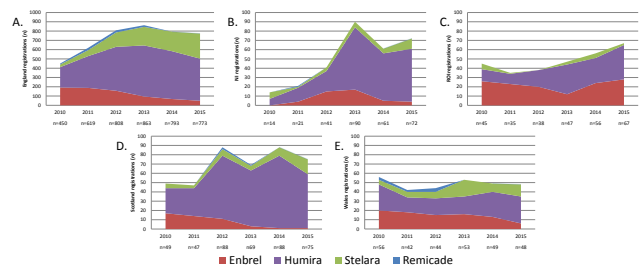 A.
England registrations (n)
1000
900
800
700
600
500
400
300
200
100
0
2010 2011 2012 2013 2014 2015
n=450 n=619 n=808 n=863 n=793 n=773
B.
NI registrations (n)
100
90
80
70
60
50
40
30
20
10
0
2010 2011 2012 2013 2014 2015
n=14 n=21 n=41 n=90 n=61 n=72
C.
ROI registrations (n)
100
90
80
70
60
50
40
30
20
10
0
2010 2011 2012 2013 2014 2015
n=45 n=35 n=38 n=47 n=56 n=67
D.
Scotland registrations (n)
100
90
80
70
60
50
40
30
20
10
0
2010 2011 2012 2013 2014 2015
n=49 n=47 n=88 n=69 n=88 n=75
E.
Wales registrations (n)
100
90
80
70
60
50
40
30
20
10
0
2010 2011 2012 2013 2014 2015
n=56 n=42 n=44 n=53 n=49 n=48
Enbrel Humira Stelara Remicade